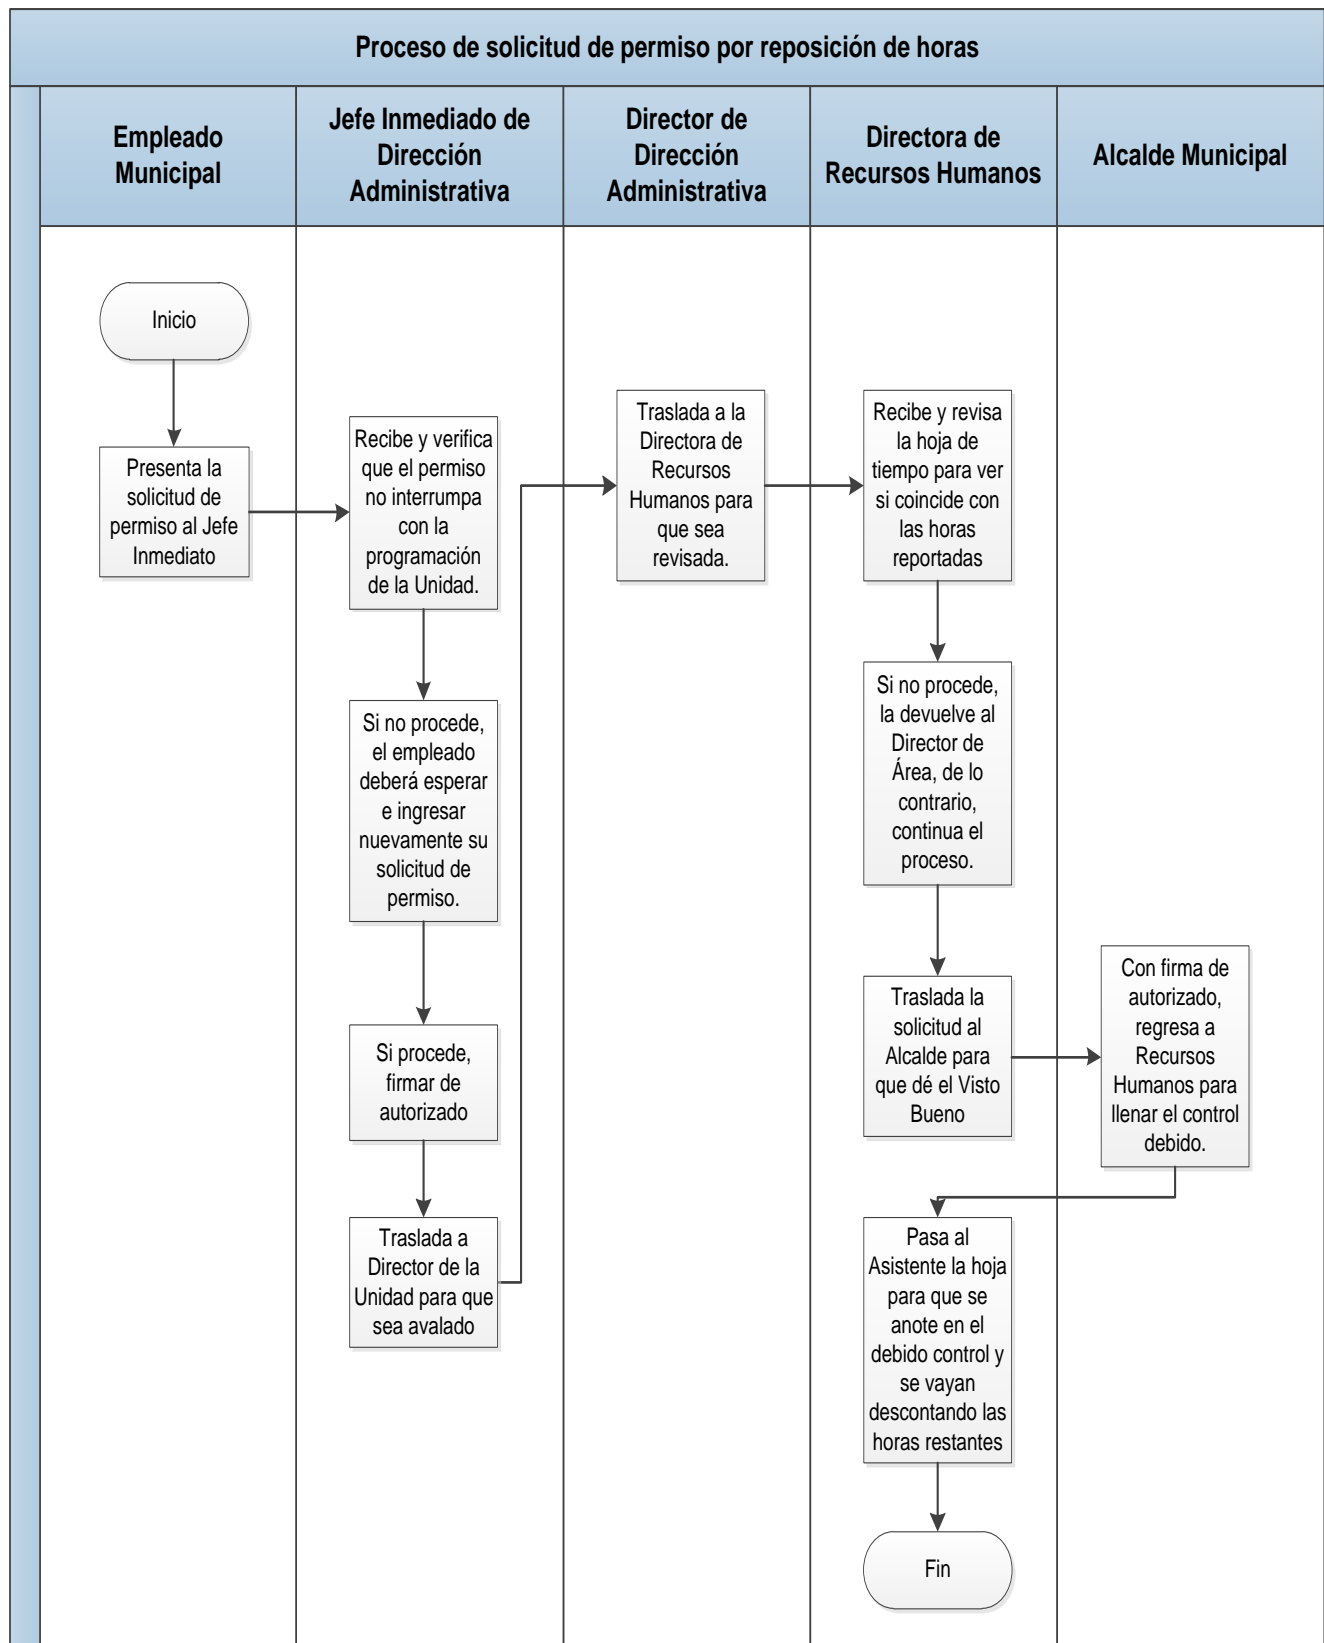 Proceso de solicitud de permiso por reposición de horas
Empleado
Municipal
Jefe Inmediado de
Dirección
Administrativa
Director de
Dirección
Administrativa
Directora de
Recursos Humanos
Alcalde Municipal
Inicio
Presenta la
solicitud de
permiso al Jefe
Inmediato
Recibe y verifica
que el permiso
no interrumpa
con la
programación
de la Unidad.
Si no procede,
el empleado
deberá esperar
e ingresar
nuevamente su
solicitud de
permiso.
Si procede,
firmar de
autorizado
Traslada a
Director de la
Unidad para que
sea avalado
Traslada a la
Directora de
Recursos
Humanos para
que sea
revisada.
Recibe y revisa
la hoja de
tiempo para ver
si coincide con
las horas
reportadas
Si no procede,
la devuelve al
Director de
Área, de lo
contrario,
continua el
proceso.
Traslada la
solicitud al
Alcalde para
que dé el Visto
Bueno
Con firma de
autorizado,
regresa a
Recursos
Humanos para
llenar el control
debido.
Pasa al
Asistente la hoja
para que se
anote en el
debido control y
se vayan
descontando las
horas restantes
Fin